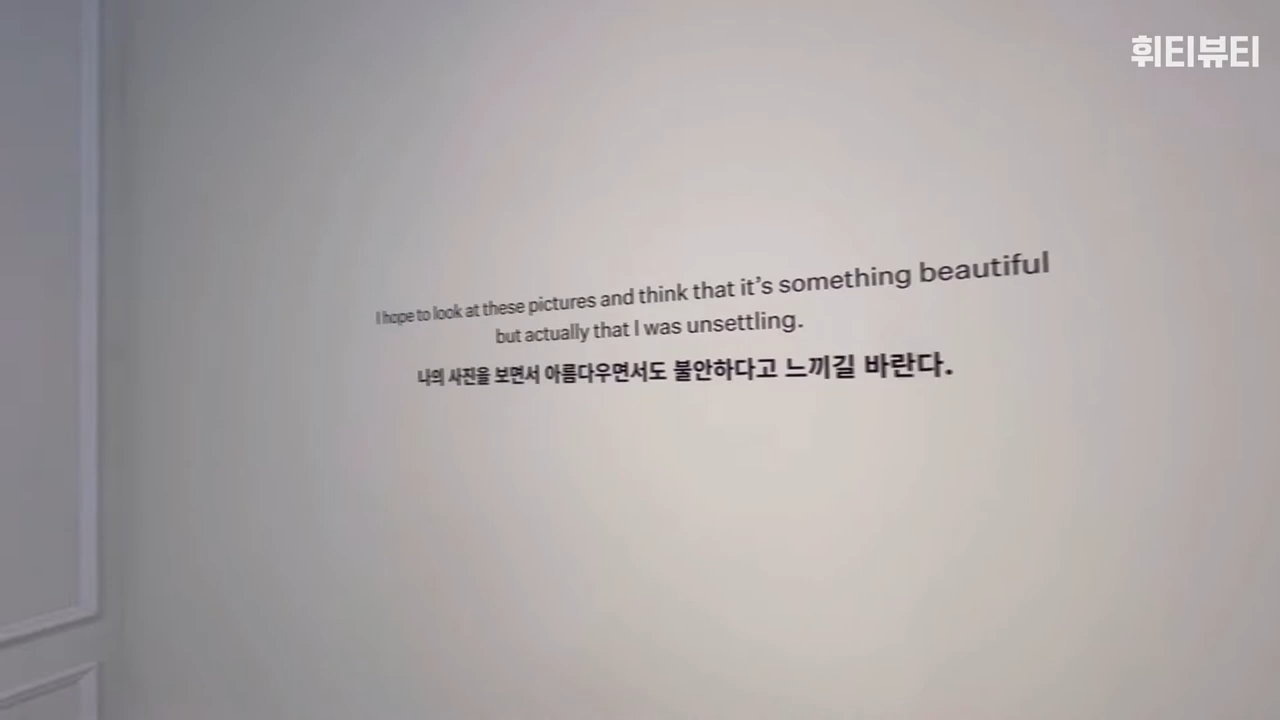 휘티뷰티
I hope to look at these pictures and think that it's something beautiful
but actually that I was unsettling.
나의 사진을 보면서 아름다우면서도 불안하다고 느끼길 바란다.